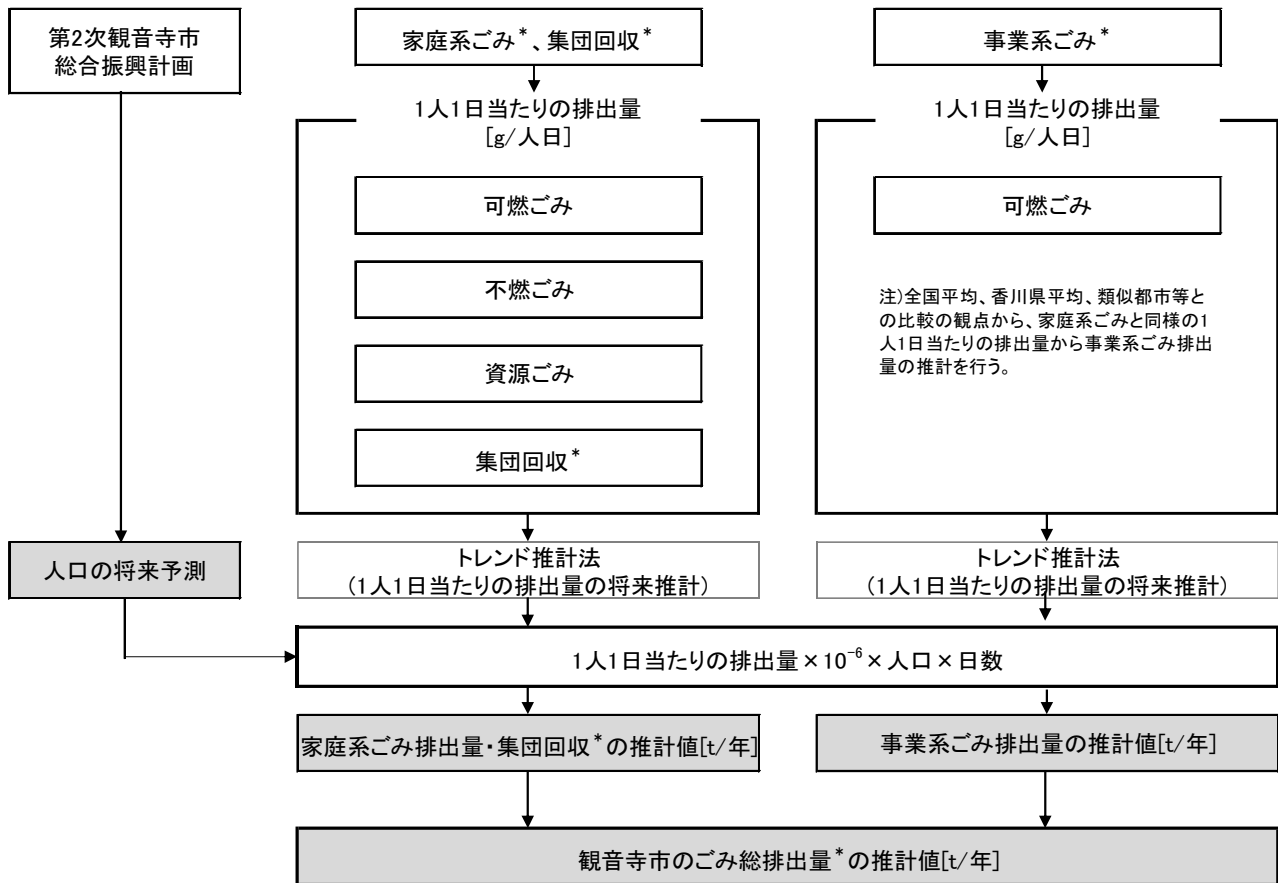 第2次観音寺市
総合振興計画
家庭系ごみ*、集団回収*
事業系ごみ*
1人1日当たりの排出量
[g/人日]
可燃ごみ
不燃ごみ
資源ごみ
集団回収*
1人1日当たりの排出量
[g/人日]
可燃ごみ
注)全国平均、香川県平均、類似都市等と
の比較の観点から、家庭系ごみと同様の1
人1日当たりの排出量から事業系ごみ排出
量の推計を行う。
人口の将来予測
トレンド推計法
(1人1日当たりの排出量の将来推計)
トレンド推計法
(1人1日当たりの排出量の将来推計)
1人1日当たりの排出量×10⁻⁶×人口×日数
家庭系ごみ排出量・集団回収*の推計値[t/年]
事業系ごみ排出量の推計値[t/年]
観音寺市のごみ総排出量*の推計値[t/年]